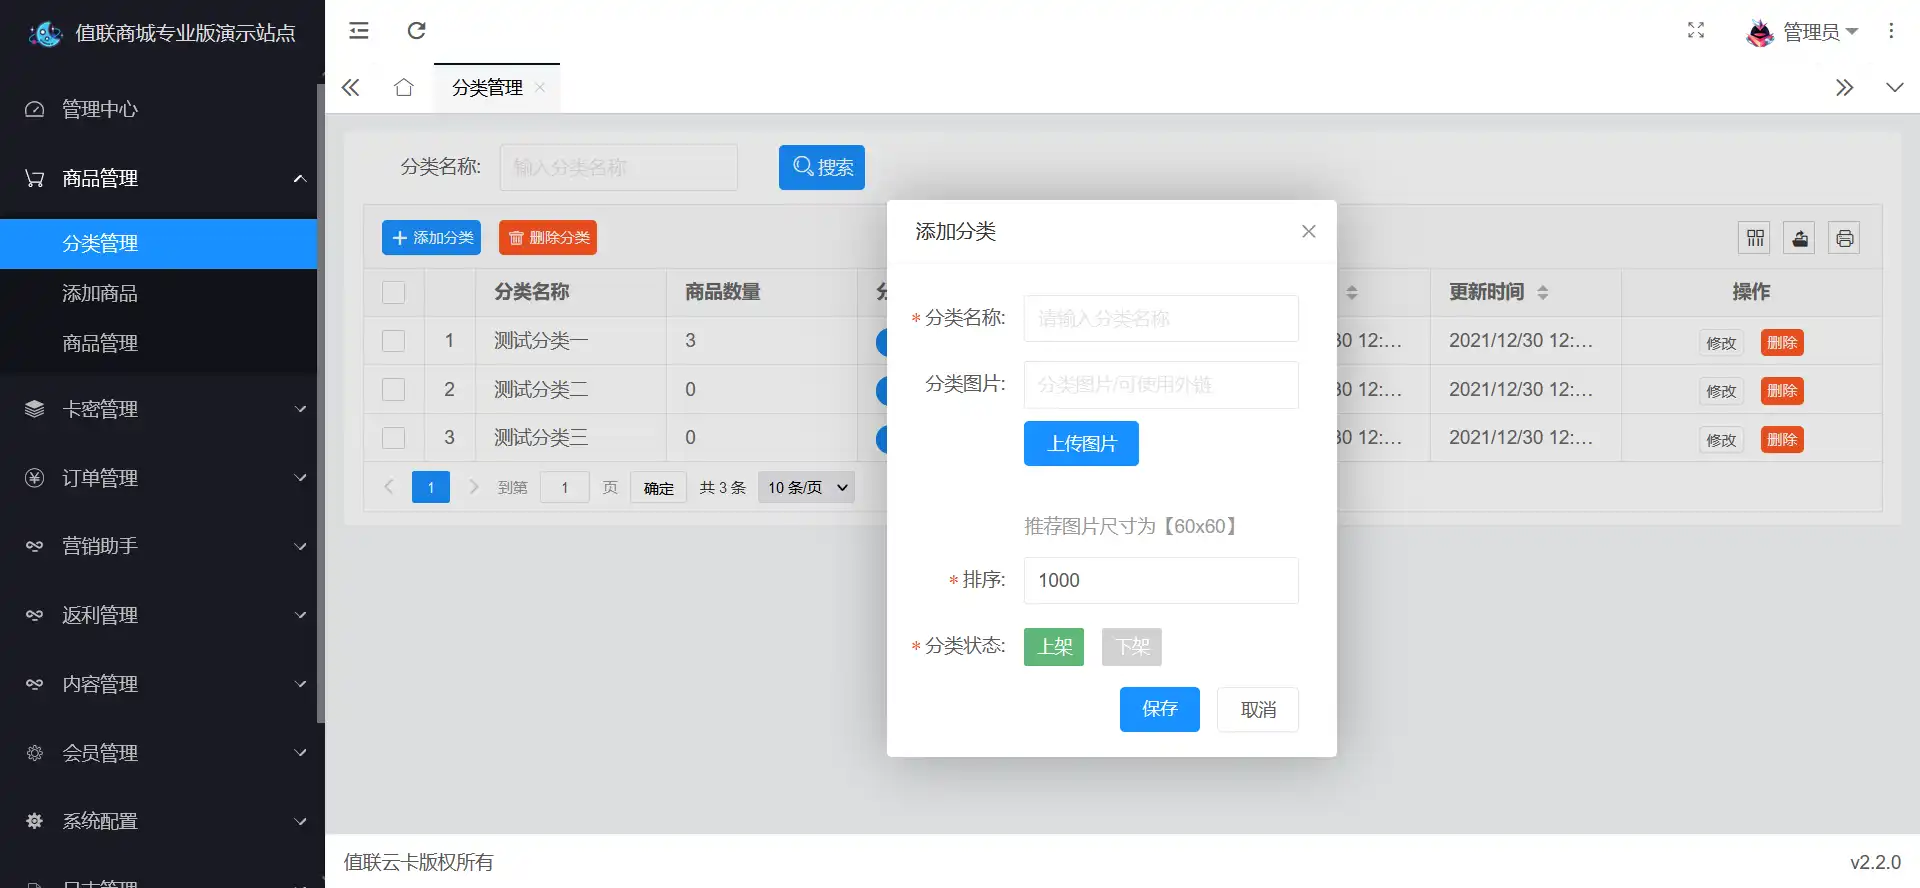 值联商城专业版演示站点
管理员
管理中心
商品管理
分类管理
添加商品
商品管理
卡密管理
订单管理
营销助手
返利管理
内容管理
会员管理
系统配置
日志管理
分类管理
分类名称: 输入分类名称 搜索
添加分类 删除分类
分类名称 商品数量 更新时间 操作
1 测试分类一 3 30 12:... 2021/12/30 12:... 修改 删除
2 测试分类二 0 30 12:... 2021/12/30 12:... 修改 删除
3 测试分类三 0 30 12:... 2021/12/30 12:... 修改 删除
1 到第 1 页 确定 共 3 条 10 条/页
添加分类
*分类名称: 请输入分类名称
分类图片: 分类图片/可使用外链
上传图片
推荐图片尺寸为【60x60】
*排序: 1000
*分类状态: 上架 下架
保存 取消
值联云卡版权所有
v2.2.0